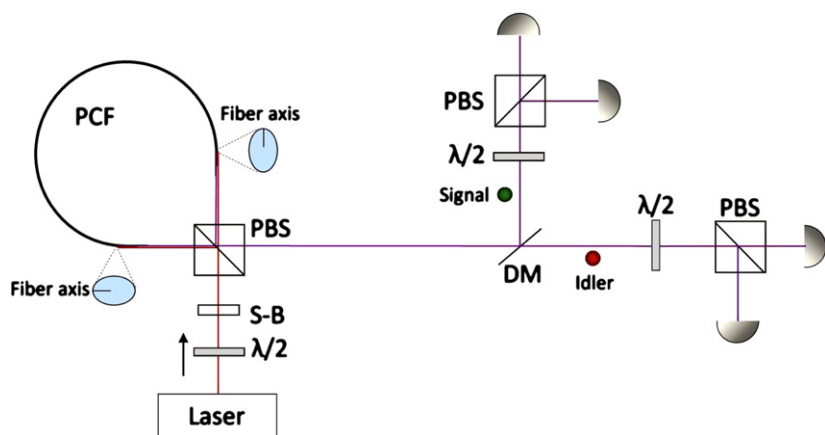 PCF
Fiber axis
PBS
Fiber axis
S-B
λ/2
Laser
PBS
λ/2
Signal
DM
Idler
λ/2
PBS